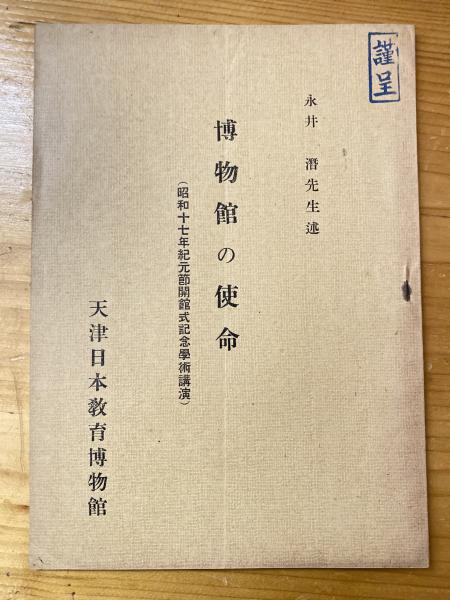 謹呈
永井 潛先生述
博物館の使命
(昭和十七年紀元節開館式記念學術講演)
天津日本教育博物館